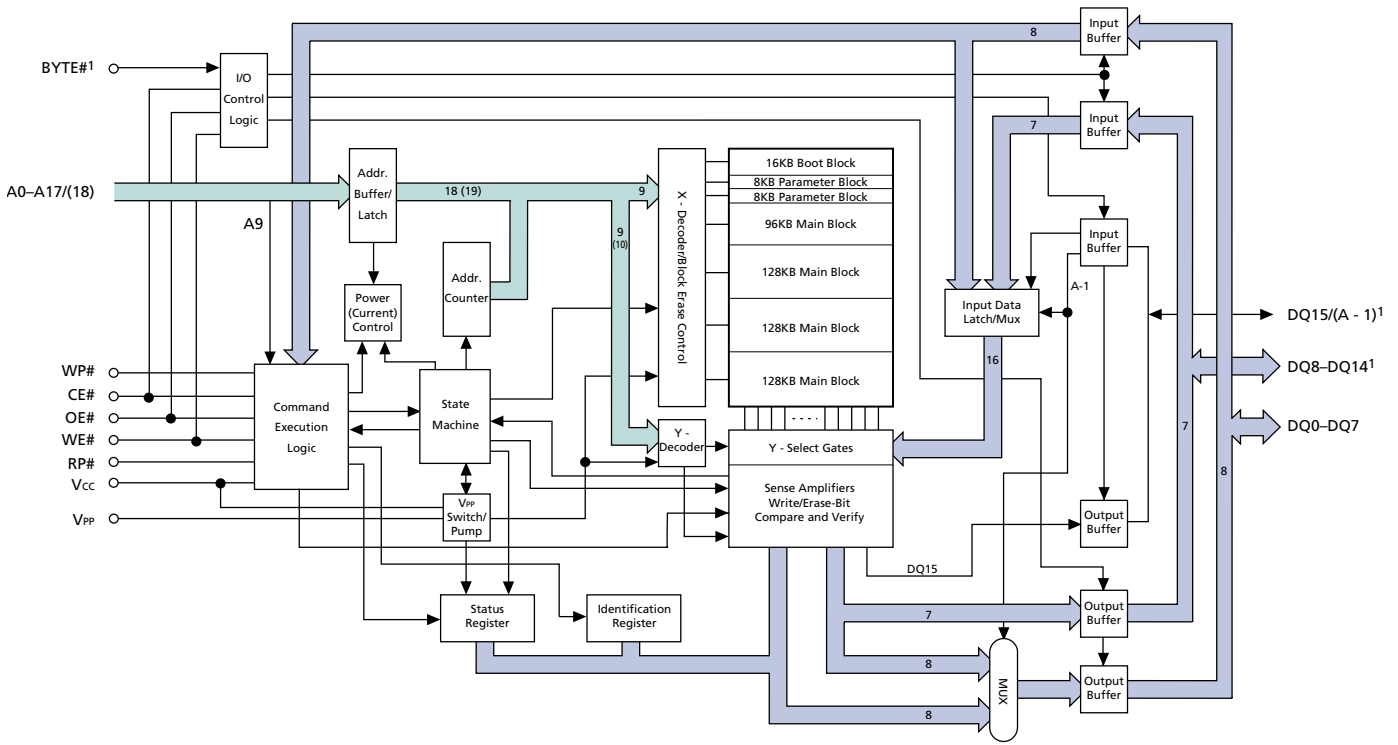 8
Input
Buffer
BYTE#1
I/O
Control
Logic
7
Input
Buffer
A0–A17/(18)
A9
Addr.
Buffer/
Latch
18 (19)
9
9
(10)
X - Decoder/Block Erase Control
16KB Boot Block
8KB Parameter Block
8KB Parameter Block
96KB Main Block
128KB Main Block
128KB Main Block
128KB Main Block
Input
Buffer
A-1
Addr.
Counter
Power
(Current)
Control
Input Data
Latch/Mux
16
DQ15/(A - 1)1
DQ8–DQ141
DQ0–DQ7
WP#
CE#
OE#
WE#
RP#
VCC
VPP
Command
Execution
Logic
State
Machine
VPP
Switch/
Pump
Y -
Decoder
Y - Select Gates
Sense Amplifiers
Write/Erase-Bit
Compare and Verify
7
8
Output
Buffer
DQ15
Status
Register
Identification
Register
7
Output
Buffer
8
MUX
Output
Buffer
8